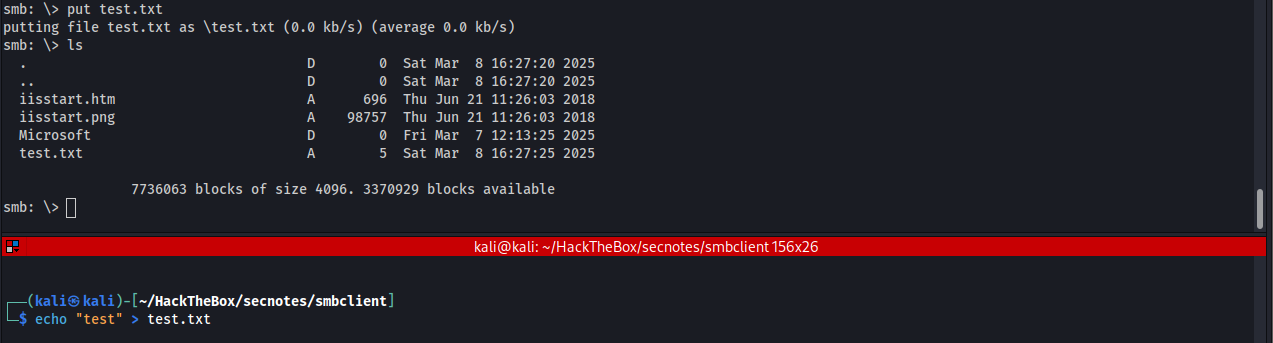 smb: \> put test.txt
putting file test.txt as \test.txt (0.0 kb/s) (average 0.0 kb/s)
smb: \> ls
  .                                   D        0  Sat Mar  8 16:27:20 2025
  ..                                  D        0  Sat Mar  8 16:27:20 2025
  iisstart.htm                        A      696  Thu Jun 21 11:26:03 2018
  iisstart.png                        A    98757  Thu Jun 21 11:26:03 2018
  Microsoft                           D        0  Fri Mar  7 12:13:25 2025
  test.txt                            A        5  Sat Mar  8 16:27:25 2025
                7736063 blocks of size 4096. 3370929 blocks available
smb: \>
kali@kali: ~/HackTheBox/secnotes/smbclient 156x26
┌──(kali㉿kali)-[~/HackTheBox/secnotes/smbclient]
└─$ echo "test" > test.txt